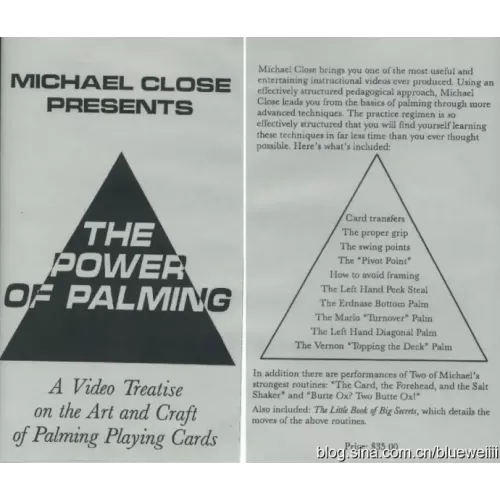 MICHAEL CLOSE
PRESENTS
THE
POWER
OF PALMING
A Video Treatise
on the Art and Craft
of Palming Playing Cards
Michael Close brings you one of the most useful and
entertaining instructional videos ever produced. Using an
effectively structured pedagogical approach, Michael
Close leads you from the basics of palming through more
advanced techniques. The practice regimen is so
effectively structured that you will find yourself learning
these techniques in far less time than you ever thought
possible. Here's what's included:
Card transfers
The proper grip
The swing points
The "Pivot Point"
How to avoid framing
The Left Hand Peek Steal
The Erdnase Bottom Palm
The Marlo "Turnover" Palm
The Left Hand Diagonal Palm
The Vernon "Topping the Deck" Palm
In addition there are performances of Two of Michael's
strongest routines: "The Card, the Forehead, and the Salt
Shaker" and "Butte Ox? Two Butte Ox!"
Also included: The Little Book of Big Secrets, which details the
moves of the above routines.
Price: $35.00
blog.sina.com.cn/blueweiiii